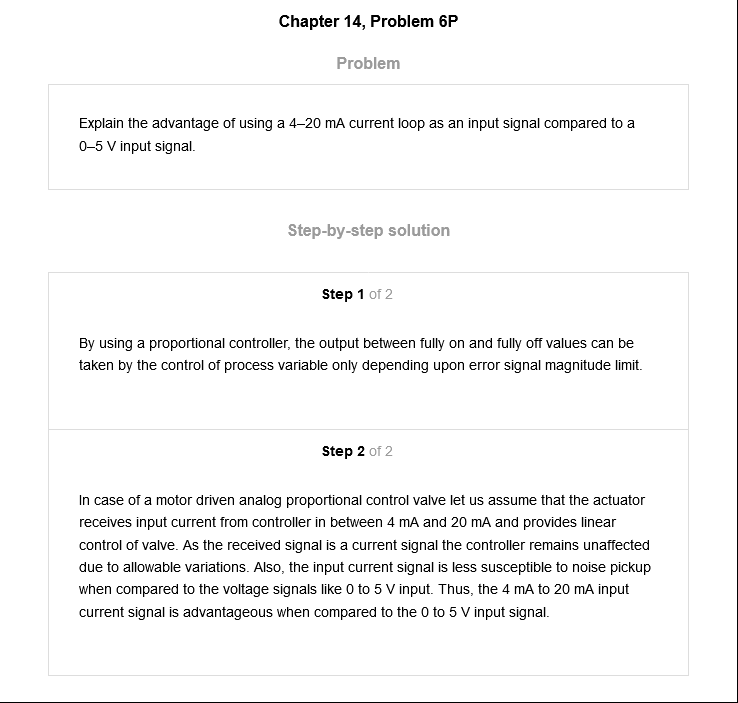 Chapter 14, Problem 6P
Problem
Explain the advantage of using a 4–20 mA current loop as an input signal compared to a
0–5 V input signal.
Step-by-step solution
Step 1 of 2
By using a proportional controller, the output between fully on and fully off values can be
taken by the control of process variable only depending upon error signal magnitude limit.
Step 2 of 2
In case of a motor driven analog proportional control valve let us assume that the actuator
receives input current from controller in between 4 mA and 20 mA and provides linear
control of valve. As the received signal is a current signal the controller remains unaffected
due to allowable variations. Also, the input current signal is less susceptible to noise pickup
when compared to the voltage signals like 0 to 5 V input. Thus, the 4 mA to 20 mA input
current signal is advantageous when compared to the 0 to 5 V input signal.